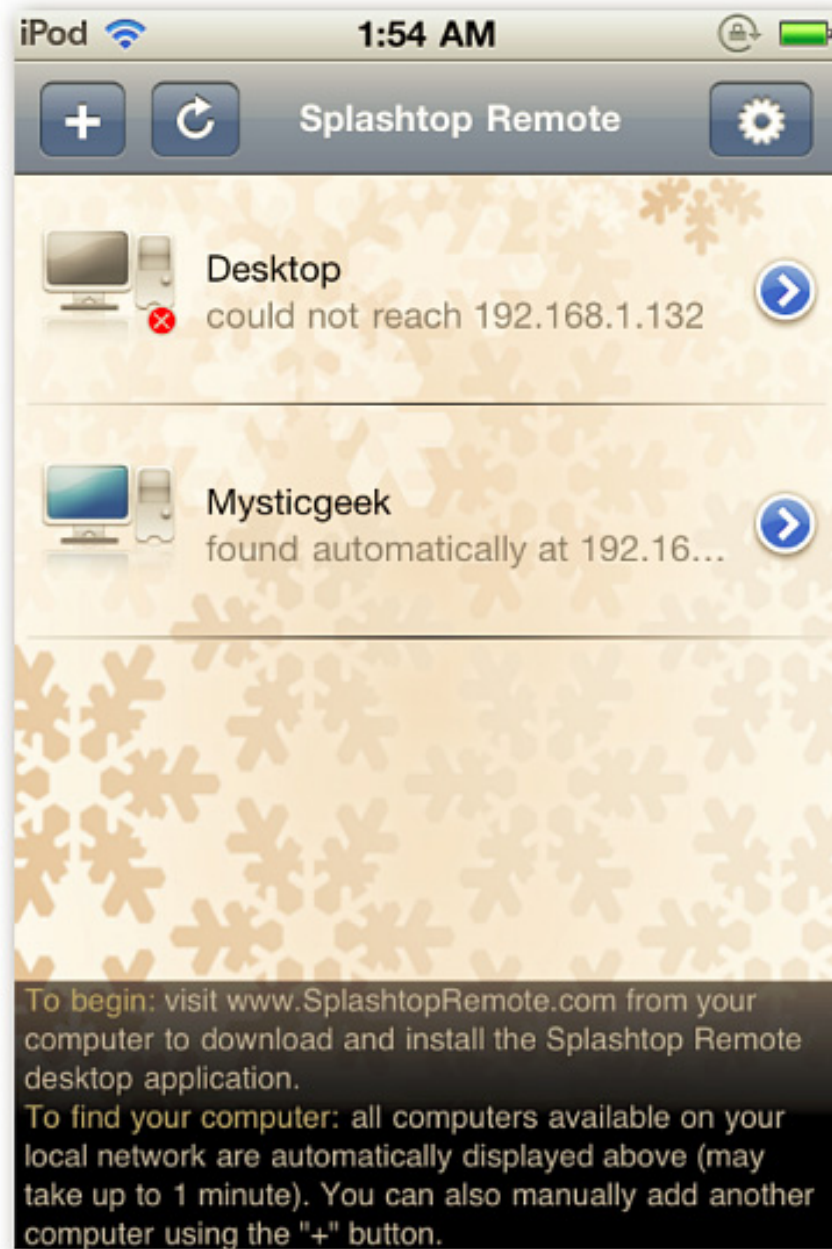 iPod 1:54 AM
Splashtop Remote
Desktop
could not reach 192.168.1.132
Mysticgeek
found automatically at 192.16...
To begin: visit www.SplashtopRemote.com from your
computer to download and install the Splashtop Remote
desktop application.
To find your computer: all computers available on your
local network are automatically displayed above (may
take up to 1 minute). You can also manually add another
computer using the "+" button.